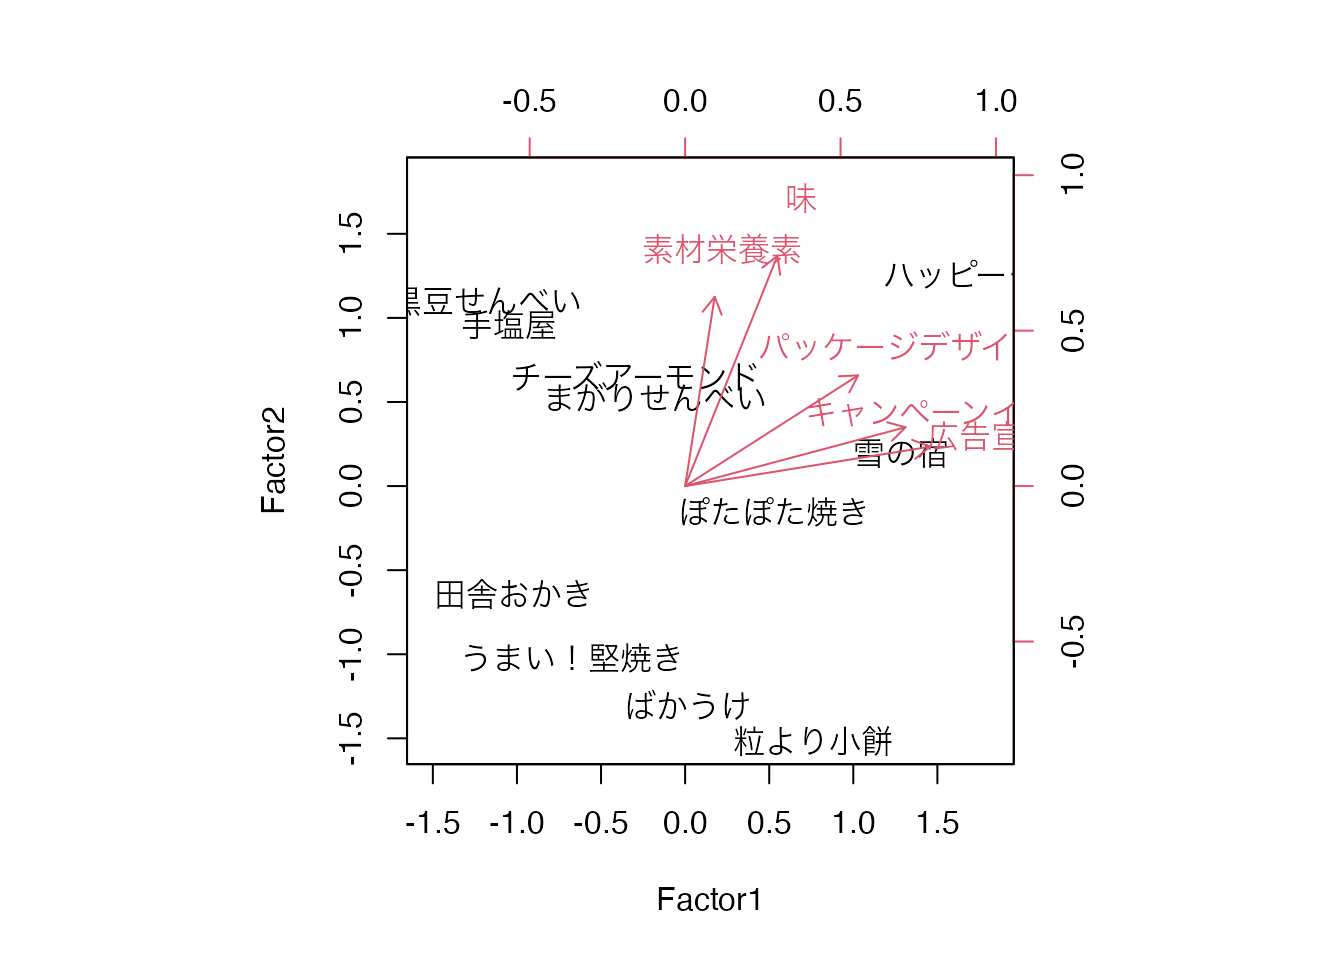 -0.5 0.0 0.5 1.0
味
素材栄養素
ハッピー
黒豆せんべい
手塩屋
パッケージデザイ
チーズアーモンド
まがりせんべい
キャンペーンイ
広告宣
雪の宿
ぽたぽた焼き
田舎おかき
うまい！堅焼き
ばかうけ
粒より小餅
1.5
1.0
0.5
0.0
-0.5
-1.0
-1.5
Factor2
1.0
0.5
0.0
-0.5
-1.5 -1.0 -0.5 0.0 0.5 1.0 1.5
Factor1